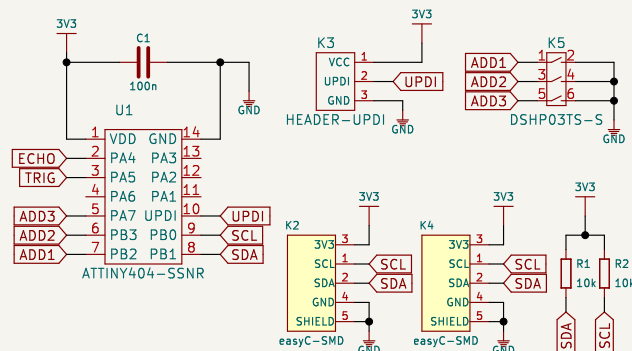 3V3
C1
100n
GND
U1
1 VDD GND 14
ECHO 2 PA4 PA3 13
TRIG 3 PA5 PA2 12
4 PA6 PA1 11
ADD3 5 PA7 UPDI 10 UPDI
ADD2 6 PB3 PB0 9 SCL
ADD1 7 PB2 PB1 8 SDA
ATTINY404-SSNR
3V3
K3
VCC 1
UPDI 2 UPDI
GND 3
HEADER-UPDI
GND
K5
ADD1 1 2
ADD2 3 4
ADD3 5 6
DSHP03TS-S
GND
3V3
K2
3V3 3
SCL 1 SCL
SDA 2 SDA
GND 4
SHIELD 5
easyC-SMD
GND
3V3
K4
3V3 3
SCL 1 SCL
SDA 2 SDA
GND 4
SHIELD 5
easyC-SMD
GND
3V3
R1 R2
10k 10k
SDA SCL